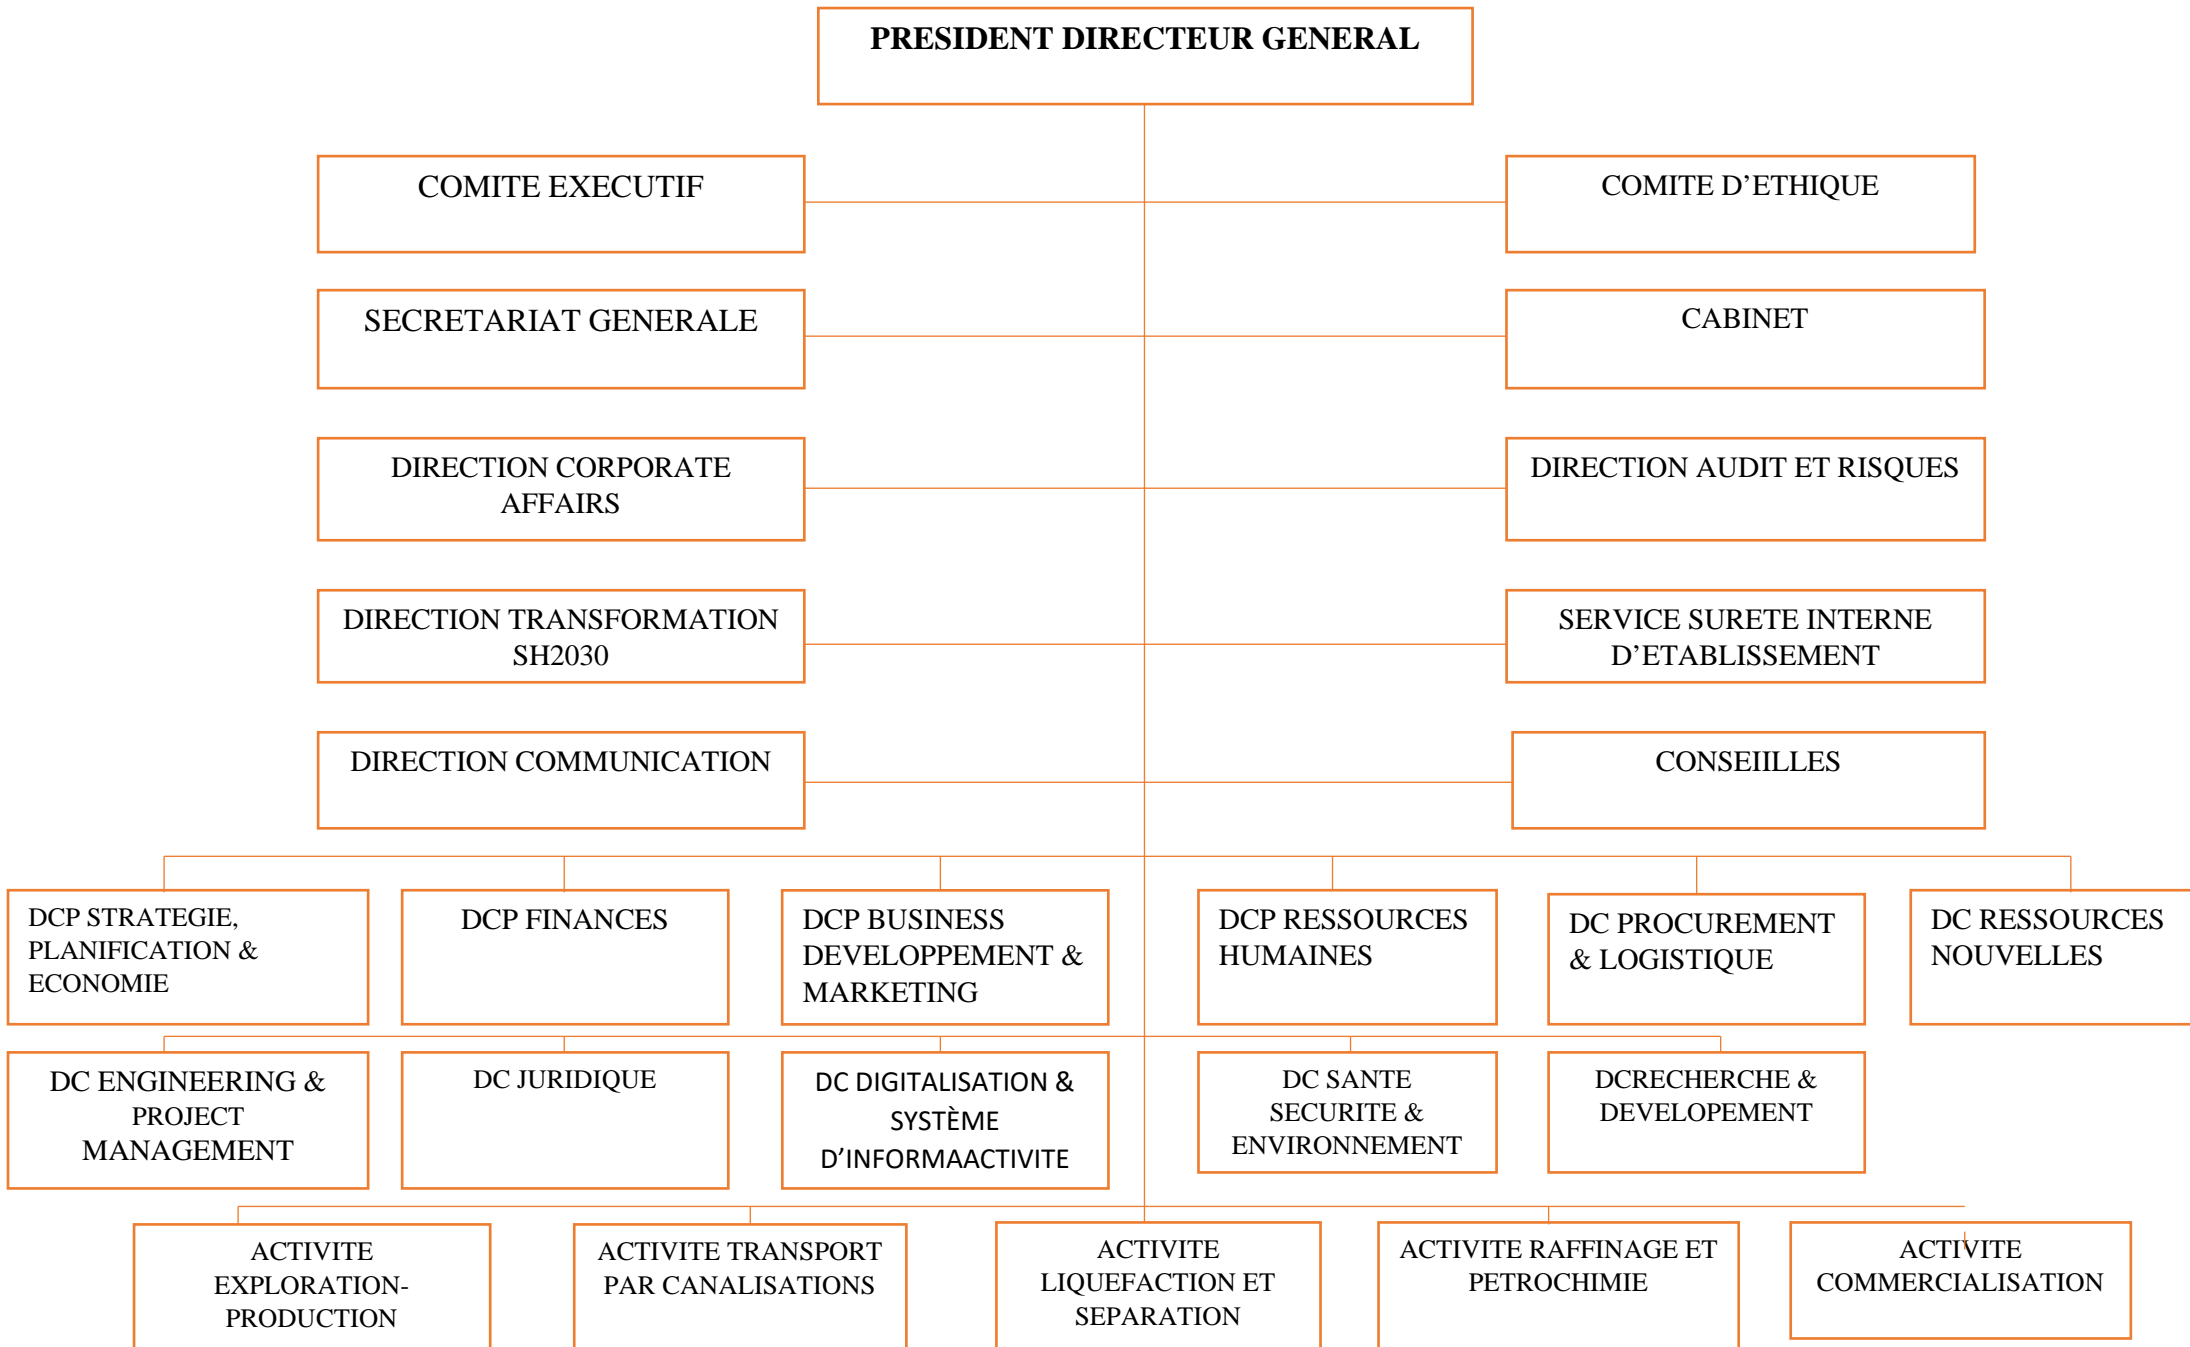 PRESIDENT DIRECTEUR GENERAL
COMITE EXECUTIF
COMITE D’ETHIQUE
SECRETARIAT GENERALE
CABINET
DIRECTION CORPORATE
AFFAIRS
DIRECTION AUDIT ET RISQUES
DIRECTION TRANSFORMATION
SH2030
SERVICE SURETE INTERNE
D’ETABLISSEMENT
DIRECTION COMMUNICATION
CONSEIILLES
DCP STRATEGIE,
PLANIFICATION &
ECONOMIE
DCP FINANCES
DCP BUSINESS
DEVELOPPEMENT &
MARKETING
DCP RESSOURCES
HUMAINES
DC PROCUREMENT
& LOGISTIQUE
DC RESSOURCES
NOUVELLES
DC ENGINEERING &
PROJECT
MANAGEMENT
DC JURIDIQUE
DC DIGITALISATION &
SYSTÈME
D’INFORMAACTIVITE
DC SANTE
SECURITE &
ENVIRONNEMENT
DCRECHERCHE &
DEVELOPEMENT
ACTIVITE
EXPLORATION-
PRODUCTION
ACTIVITE TRANSPORT
PAR CANALISATIONS
ACTIVITE
LIQUEFACTION ET
SEPARATION
ACTIVITE RAFFINAGE ET
PETROCHIMIE
ACTIVITE
COMMERCIALISATION